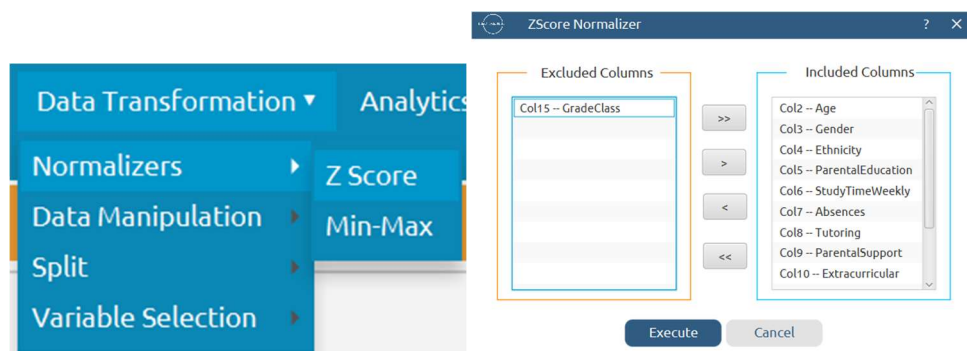 Data Transformation ▾
Analytics
Normalizers
Data Manipulation
Split
Variable Selection
Z Score
Min-Max
ZScore Normalizer
? ×
Excluded Columns
Col15 -- GradeClass
>>
>
<
<<
Included Columns
Col2 -- Age
Col3 -- Gender
Col4 -- Ethnicity
Col5 -- ParentalEducation
Col6 -- StudyTimeWeekly
Col7 -- Absences
Col8 -- Tutoring
Col9 -- ParentalSupport
Col10 -- Extracurricular
Execute
Cancel